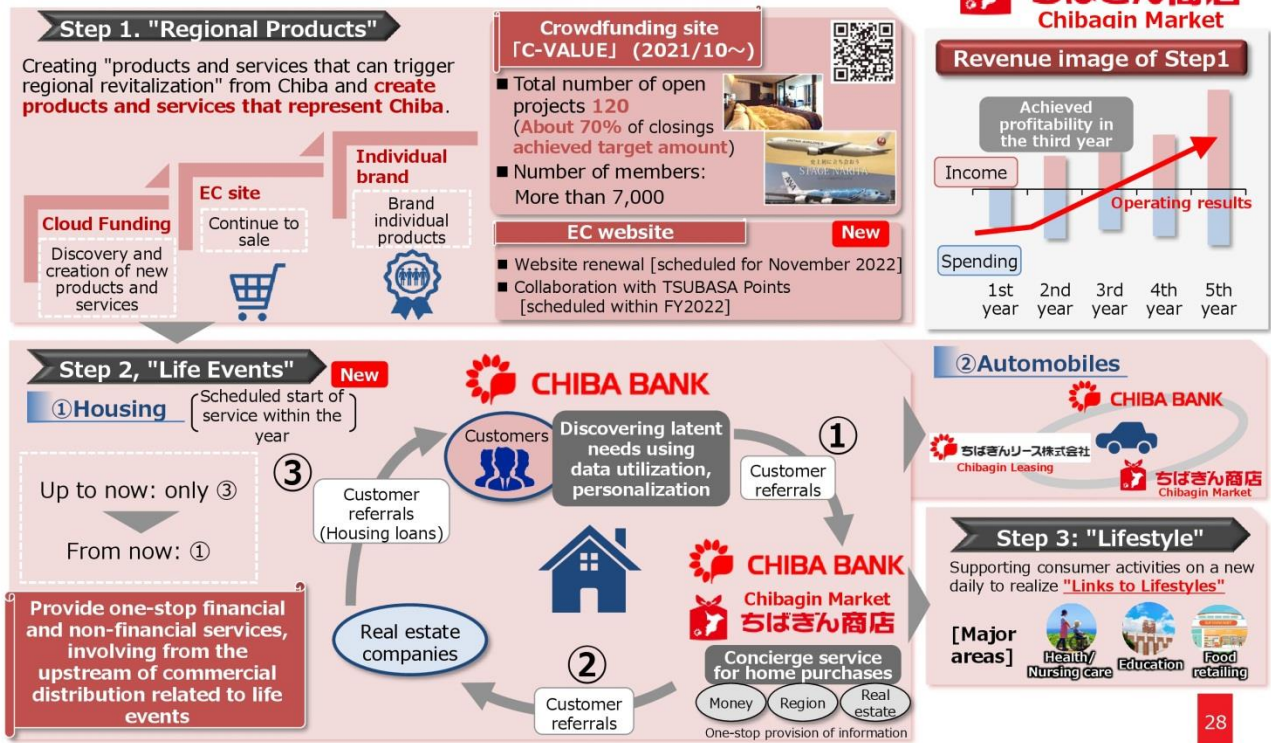 Step 1. "Regional Products"
Creating "products and services that can trigger
regional revitalization" from Chiba and create
products and services that represent Chiba.
Cloud Funding
Discovery and
creation of new
products and
services
EC site
Continue to
sale
Individual
brand
Brand
individual
products
Crowdfunding site
「C-VALUE」 (2021/10～)
■ Total number of open
projects 120
(About 70% of closings
achieved target amount)
■ Number of members:
More than 7,000
EC website
New
■ Website renewal [scheduled for November 2022]
■ Collaboration with TSUBASA Points
[scheduled within FY2022]
ちばぎん商店
Chibagin Market
Revenue image of Step1
Achieved
profitability in
the third year
Income
Operating results
Spending
1st
year
2nd
year
3rd
year
4th
year
5th
year
Step 2, "Life Events"
New
①Housing
Scheduled start of
service within the
year
Up to now: only ③
From now: ①
Provide one-stop financial
and non-financial services,
involving from the
upstream of commercial
distribution related to life
events
CHIBA BANK
Customers
Discovering latent
needs using
data utilization,
personalization
①
Customer
referrals
③
Customer
referrals
(Housing loans)
CHIBA BANK
Chibagin Market
ちばぎん商店
Concierge service
for home purchases
Money
Region
Real
estate
One-stop provision of information
②
Customer
referrals
Real estate
companies
②Automobiles
CHIBA BANK
ちばぎんリース株式会社
Chibagin Leasing
ちばぎん商店
Chibagin Market
Step 3: "Lifestyle"
Supporting consumer activities on a new
daily to realize "Links to Lifestyles"
[Major
areas]
Health/
Nursing care
Education
Food
retailing
28